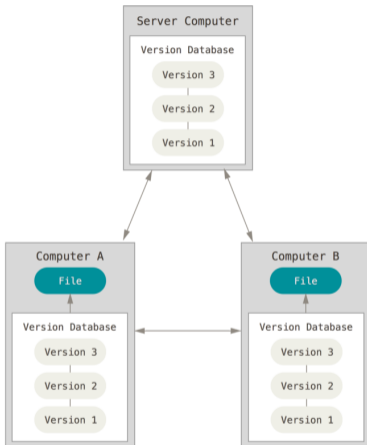 Server Computer
Version Database
Version 3
Version 2
Version 1
Computer A
File
Version Database
Version 3
Version 2
Version 1
Computer B
File
Version Database
Version 3
Version 2
Version 1